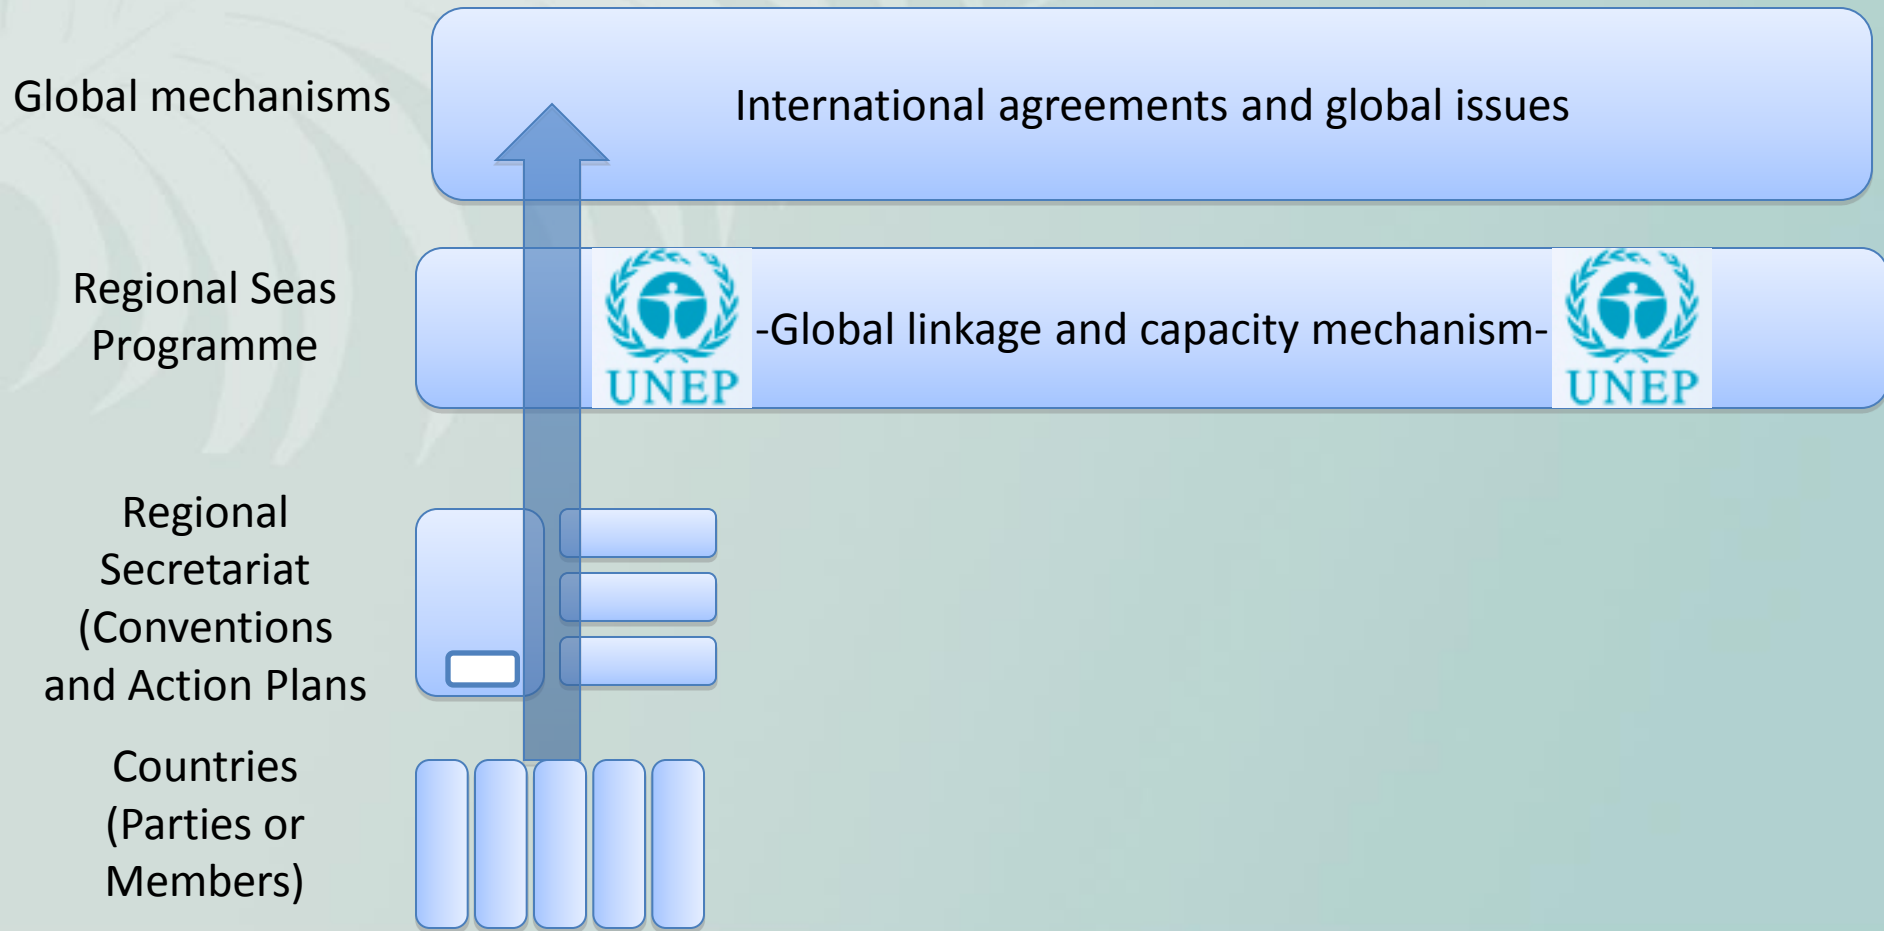 Global mechanisms
International agreements and global issues
Regional Seas
Programme
UNEP
-Global linkage and capacity mechanism-
UNEP
Regional
Secretariat
(Conventions
and Action Plans
Countries
(Parties or
Members)